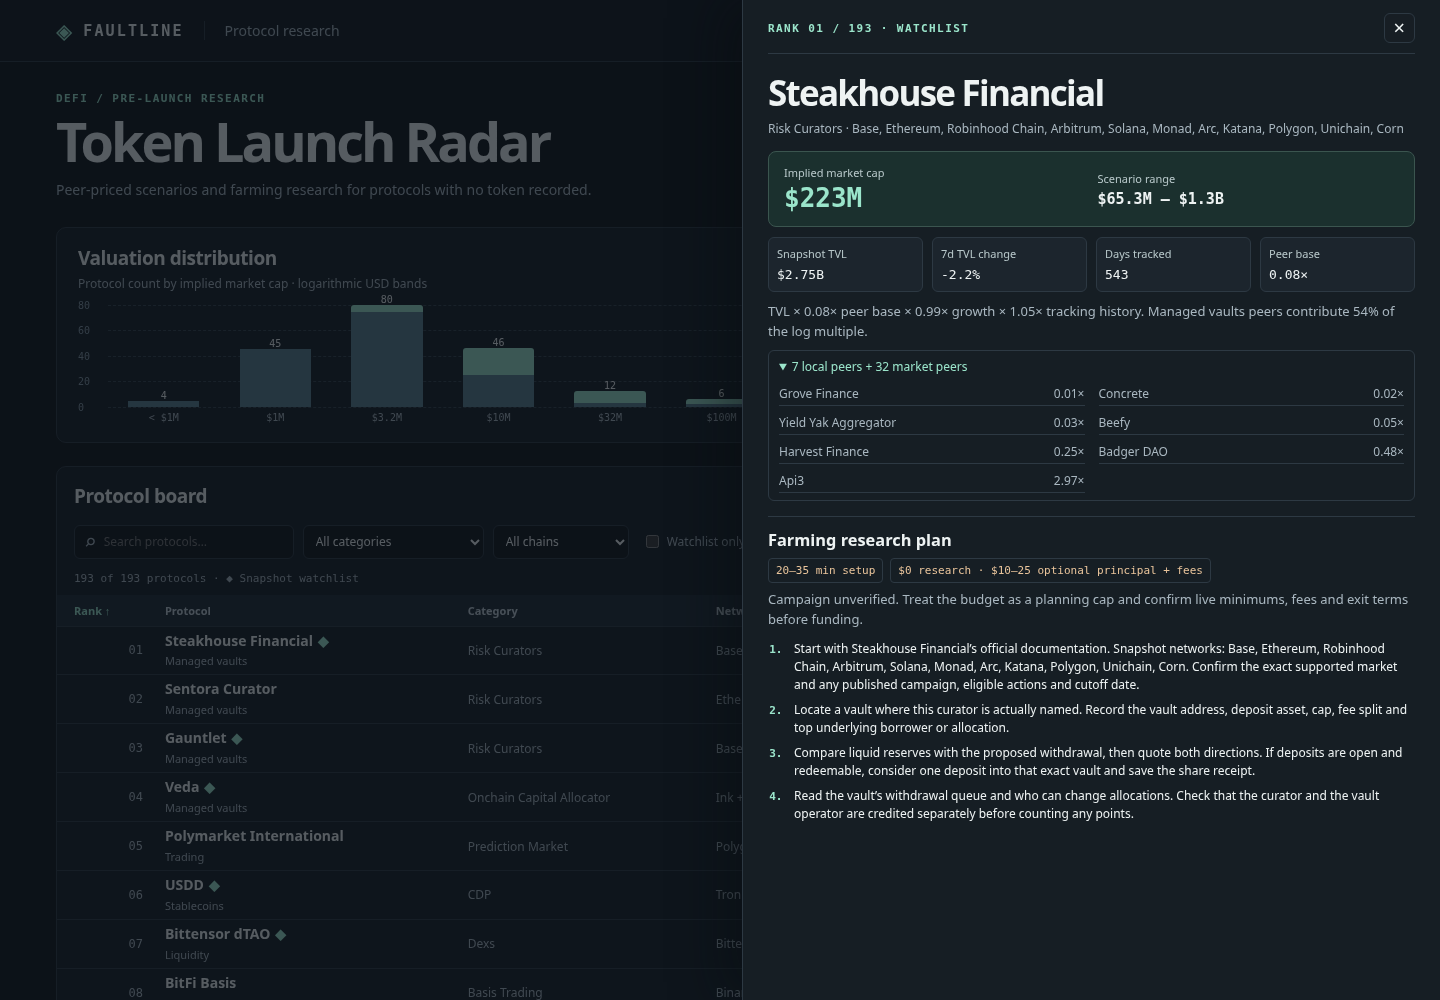 ◈ FAULTLINE
Protocol research
DEFI / PRE-LAUNCH RESEARCH
Token Launch Radar
Peer-priced scenarios and farming research for protocols with no token recorded.
Valuation distribution
Protocol count by implied market cap · logarithmic USD bands
80
60
40
20
0
4
45
80
46
12
6
< $1M
$1M
$3.2M
$10M
$32M
$100M
Protocol board
Search protocols...
All categories
All chains
Watchlist only
193 of 193 protocols · ◆ Snapshot watchlist
Rank ↑ Protocol Category Netw
01 Steakhouse Financial ◆ Risk Curators Base
Managed vaults
02 Sentora Curator Risk Curators Ethe
Managed vaults
03 Gauntlet ◆ Risk Curators Base
Managed vaults
04 Veda ◆ Onchain Capital Allocator Ink +
Managed vaults
05 Polymarket International Prediction Market Polyg
Trading
06 USDD ◆ CDP Tron
Stablecoins
07 Bittensor dTAO ◆ Dexs Bitte
Liquidity
08 BitFi Basis Basis Trading Bina
RANK 01 / 193 · WATCHLIST
×
Steakhouse Financial
Risk Curators · Base, Ethereum, Robinhood Chain, Arbitrum, Solana, Monad, Arc, Katana, Polygon, Unichain, Corn
Implied market cap
$223M
Scenario range
$65.3M — $1.3B
Snapshot TVL
$2.75B
7d TVL change
-2.2%
Days tracked
543
Peer base
0.08×
TVL × 0.08× peer base × 0.99× growth × 1.05× tracking history. Managed vaults peers contribute 54% of
the log multiple.
▼ 7 local peers + 32 market peers
Grove Finance 0.01×
Concrete 0.02×
Yield Yak Aggregator 0.03×
Beefy 0.05×
Harvest Finance 0.25×
Badger DAO 0.48×
Api3 2.97×
Farming research plan
20–35 min setup
$0 research · $10–25 optional principal + fees
Campaign unverified. Treat the budget as a planning cap and confirm live minimums, fees and exit terms
before funding.
1. Start with Steakhouse Financial’s official documentation. Snapshot networks: Base, Ethereum, Robinhood
Chain, Arbitrum, Solana, Monad, Arc, Katana, Polygon, Unichain, Corn. Confirm the exact supported market
and any published campaign, eligible actions and cutoff date.
2. Locate a vault where this curator is actually named. Record the vault address, deposit asset, cap, fee split and
top underlying borrower or allocation.
3. Compare liquid reserves with the proposed withdrawal, then quote both directions. If deposits are open and
redeemable, consider one deposit into that exact vault and save the share receipt.
4. Read the vault’s withdrawal queue and who can change allocations. Check that the curator and the vault
operator are credited separately before counting any points.